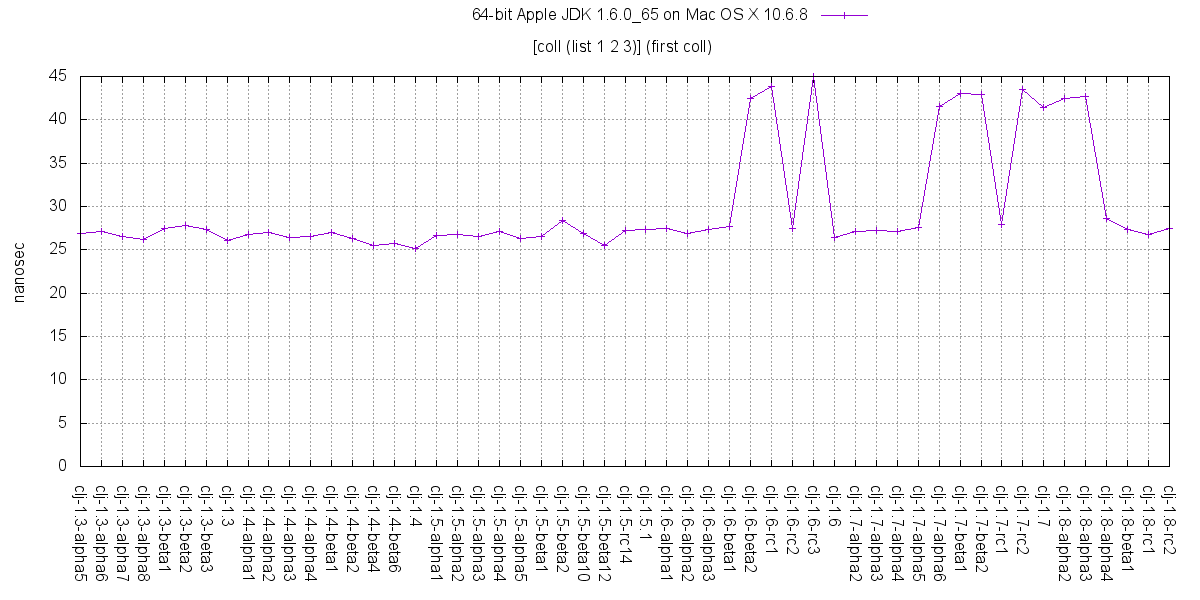 64-bit Apple JDK 1.6.0_65 on Mac OS X 10.6.8
[coll (list 1 2 3)] (first coll)
nanosec
45
40
35
30
25
20
15
10
5
0
clj-1.3-alpha5
clj-1.3-alpha6
clj-1.3-alpha7
clj-1.3-alpha8
clj-1.3-beta1
clj-1.3-beta2
clj-1.3-beta3
clj-1.3
clj-1.4-alpha1
clj-1.4-alpha2
clj-1.4-alpha3
clj-1.4-alpha4
clj-1.4-beta1
clj-1.4-beta2
clj-1.4-beta4
clj-1.4-beta6
clj-1.4
clj-1.5-alpha1
clj-1.5-alpha2
clj-1.5-alpha3
clj-1.5-alpha4
clj-1.5-alpha5
clj-1.5-beta1
clj-1.5-beta2
clj-1.5-beta10
clj-1.5-beta12
clj-1.5-rc14
clj-1.5.1
clj-1.6-alpha1
clj-1.6-alpha2
clj-1.6-alpha3
clj-1.6-beta1
clj-1.6-beta2
clj-1.6-rc1
clj-1.6-rc2
clj-1.6-rc3
clj-1.6
clj-1.7-alpha2
clj-1.7-alpha3
clj-1.7-alpha4
clj-1.7-alpha5
clj-1.7-alpha6
clj-1.7-beta1
clj-1.7-beta2
clj-1.7-rc1
clj-1.7-rc2
clj-1.7
clj-1.8-alpha2
clj-1.8-alpha3
clj-1.8-alpha4
clj-1.8-beta1
clj-1.8-rc1
clj-1.8-rc2